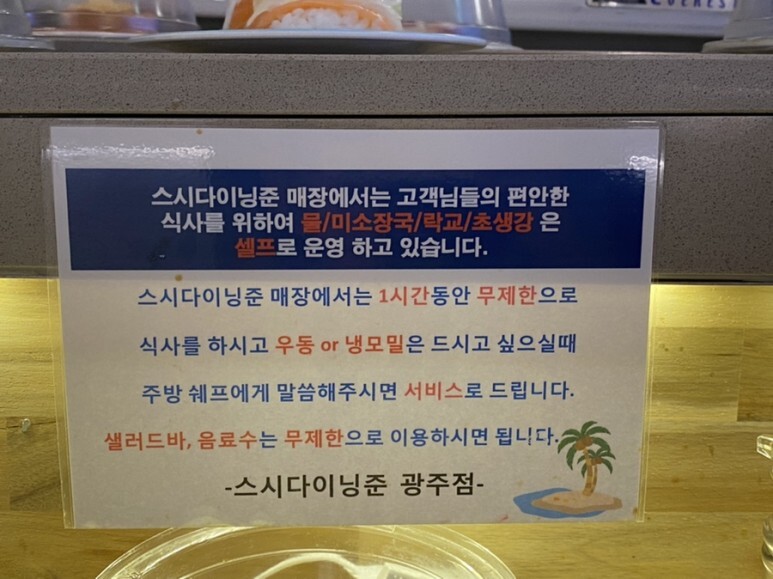 스시다이닝준 매장에서는 고객님들의 편안한
식사를 위하여 물/미소장국/락교/초생강 은
셀프로 운영 하고 있습니다.
스시다이닝준 매장에서는 1시간동안 무제한으로
식사를 하시고 우동 or 냉모밀은 드시고 싶으실때
주방 쉐프에게 말씀해주시면 서비스로 드립니다.
샐러드바, 음료수는 무제한으로 이용하시면 됩니다.
-스시다이닝준 광주점-